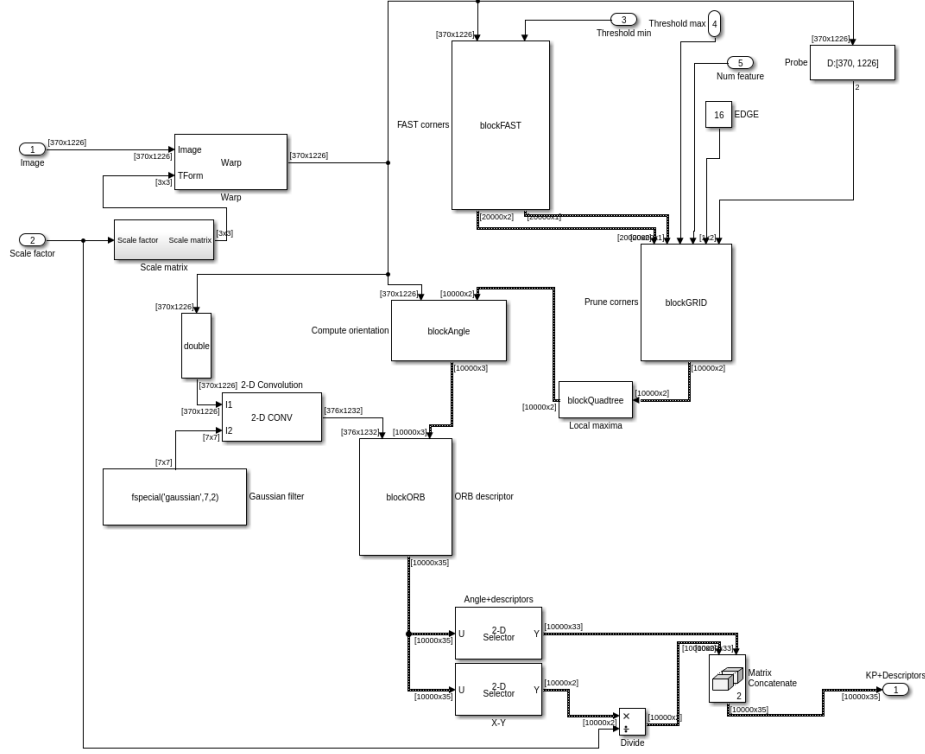 3
Threshold min
Threshold max
4
[370x1226]
[370x1226]
Probe
D:[370, 1226]
2
5
Num feature
16
EDGE
FAST corners
blockFAST
1
Image
[370x1226]
[370x1226]
Image
Warp
TForm
[3x3]
[370x1226]
Warp
[20000x2]
[20000x1]
2
Scale factor
Scale factor
Scale matrix
[3x3]
Scale matrix
Prune corners
blockGRID
[370x1226]
[10000x2]
[370x1226]
Compute orientation
blockAngle
double
[10000x3]
[10000x2]
[370x1226]
2-D Convolution
[10000x2]
blockQuadtree
[10000x2]
Local maxima
[370x1226]
I1
2-D CONV
I2
[376x1232]
[7x7]
[376x1232]
[10000x3]
[7x7]
fspecial('gaussian',7,2)
Gaussian filter
blockORB
ORB descriptor
[10000x35]
Angle+descriptors
U
2-D
Selector
Y
[10000x33]
[10000x35]
U
2-D
Selector
Y
[10000x2]
[10000x35]
X-Y
[10000x2]
×
÷
[10000x2]
Divide
Matrix
Concatenate
2
[10000x35]
KP+Descriptors
1
[10000x35]